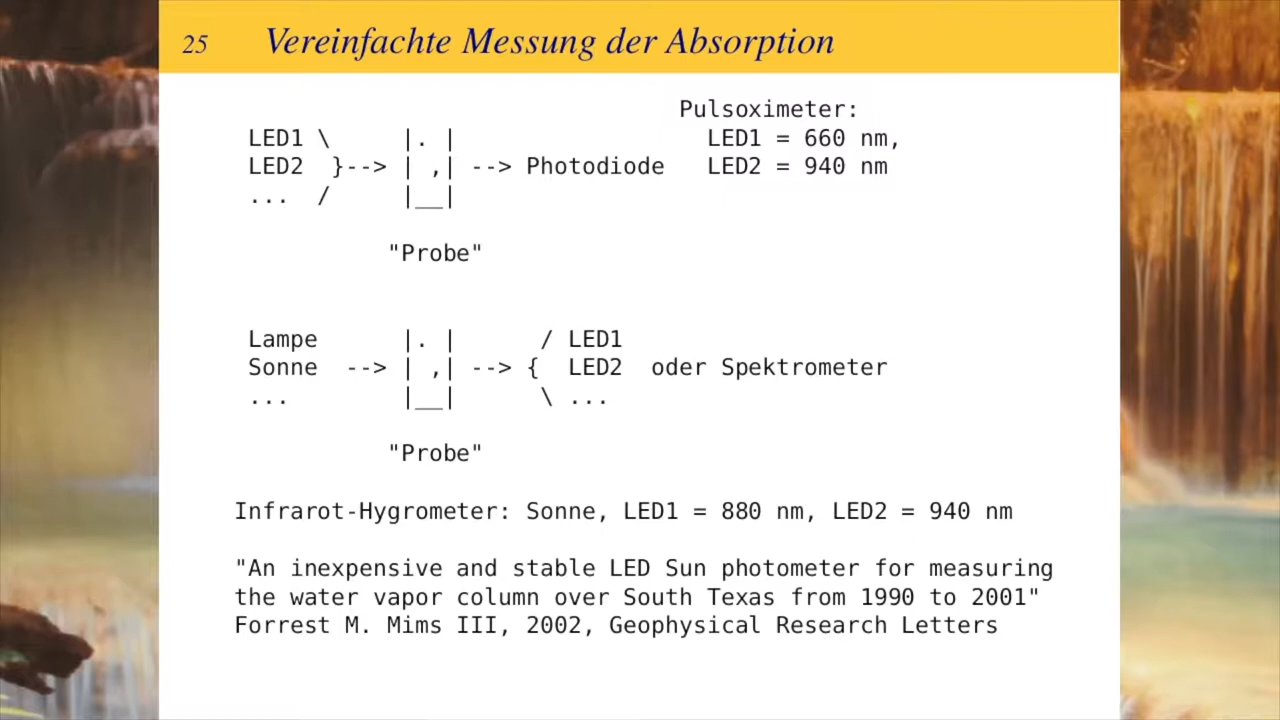 25 Vereinfachte Messung der Absorption
Pulsoximeter:
LED1 \ |. | LED1 = 660 nm,
LED2 }--> | ,| --> Photodiode LED2 = 940 nm
... / |__|
"Probe"
Lampe |. | / LED1
Sonne --> | ,| --> { LED2 oder Spektrometer
... |__| \ ...
"Probe"
Infrarot-Hygrometer: Sonne, LED1 = 880 nm, LED2 = 940 nm
"An inexpensive and stable LED Sun photometer for measuring
the water vapor column over South Texas from 1990 to 2001"
Forrest M. Mims III, 2002, Geophysical Research Letters